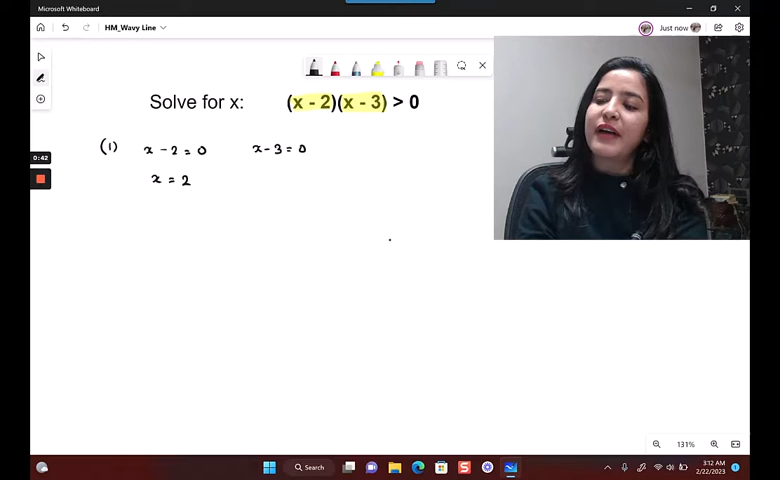 Microsoft Whiteboard
HM_Wavy Line
Just now
Solve for x: (x - 2)(x - 3) > 0
(1) x - 2 = 0 x - 3 = 0
0:42
x = 2
131%
Search
3:12 AM
2/22/2023